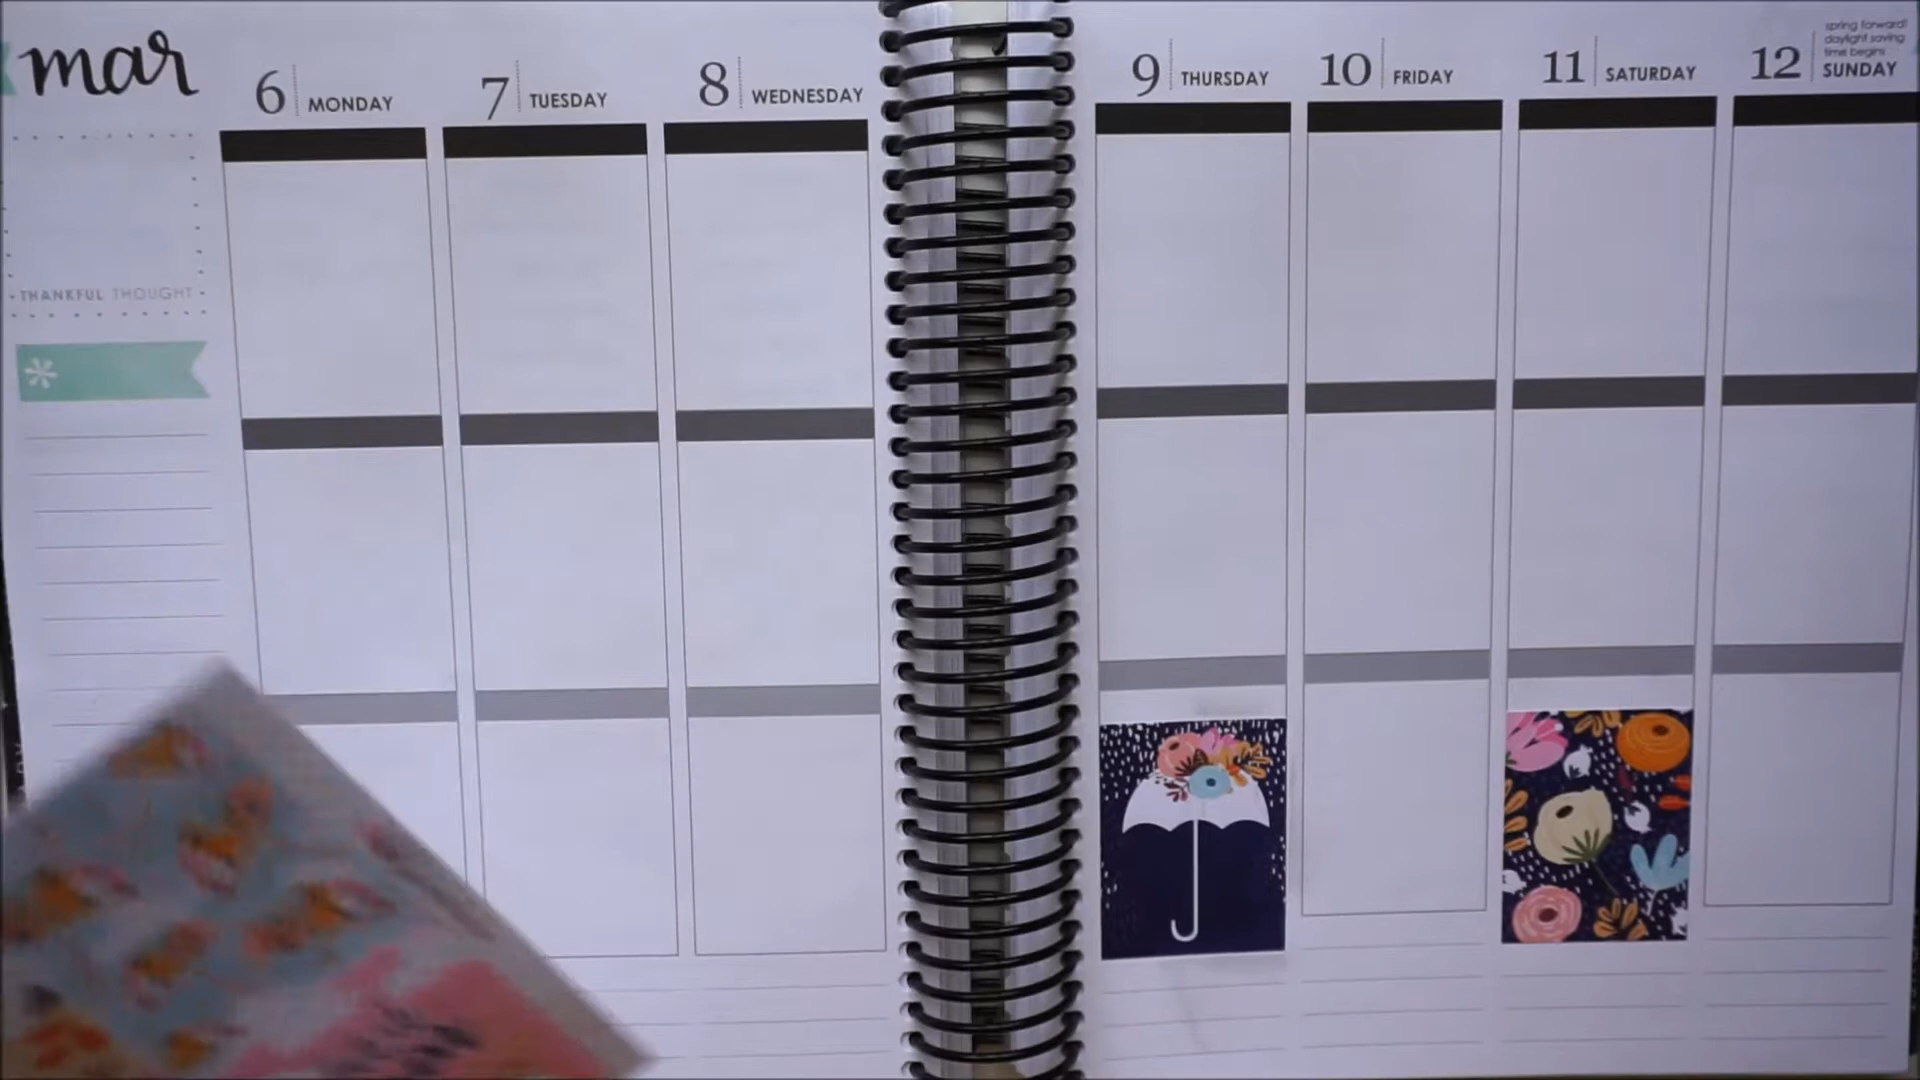 mar
6 MONDAY
7 TUESDAY
8 WEDNESDAY
9 THURSDAY
10 FRIDAY
11 SATURDAY
12 SUNDAY
spring forward!
daylight saving
time begins
THANKFUL THOUGHT